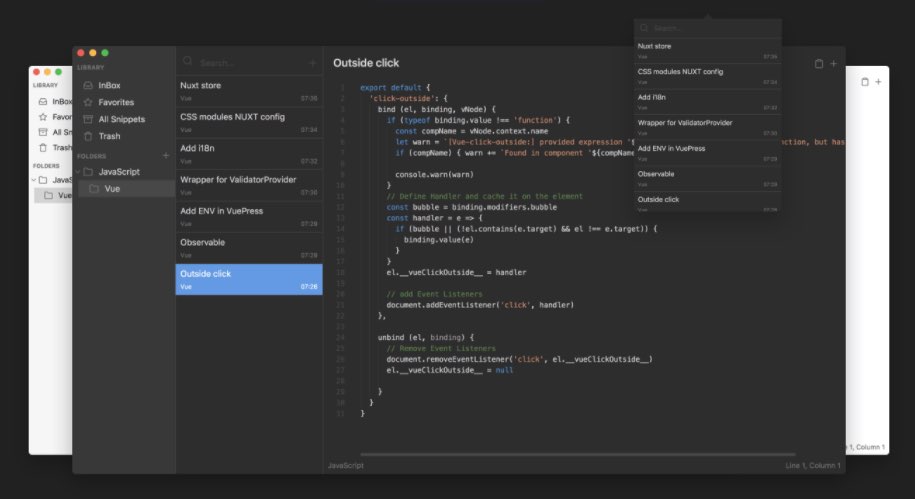 LIBRARY
InBox
Favorites
All Snippets
Trash
FOLDERS
JavaScript
Vue
Search...
Nuxt store
Vue 07:36
CSS modules NUXT config
Vue 07:34
Add i18n
Vue 07:32
Wrapper for ValidatorProvider
Vue 07:30
Add ENV in VuePress
Vue 07:29
Observable
Vue 07:29
Outside click
Vue 07:26
Outside click
1 export default {
2 'click-outside': {
3 bind (el, binding, vNode) {
4 if (typeof binding.value !== 'function') {
5 const compName = vNode.context.name
6 let warn = `[Vue-click-outside:] provided expression '${ nction, but has
7 if (compName) { warn += `Found in component '${compName
8
9 console.warn(warn)
10 }
11 // Define Handler and cache it on the element
12 const bubble = binding.modifiers.bubble
13 const handler = e => {
14 if (bubble || (!el.contains(e.target) && el !== e.target)) {
15 binding.value(e)
16 }
17 }
18 el.__vueClickOutside__ = handler
19
20 // add Event Listeners
21 document.addEventListener('click', handler)
22 },
23
24 unbind (el, binding) {
25 // Remove Event Listeners
26 document.removeEventListener('click', el.__vueClickOutside__)
27 el.__vueClickOutside__ = null
28
29 }
30 }
31 }
JavaScript
Line 1, Column 1
Search...
Nuxt store
Vue 07:36
CSS modules NUXT config
Vue 07:34
Add i18n
Vue 07:32
Wrapper for ValidatorProvider
Vue 07:30
Add ENV in VuePress
Vue 07:29
Observable
Vue 07:29
Outside click
Vue
LIBRARY
InBox
Favor
All Sn
Trash
FOLDERS
JavaS
Vue
1, Column 1